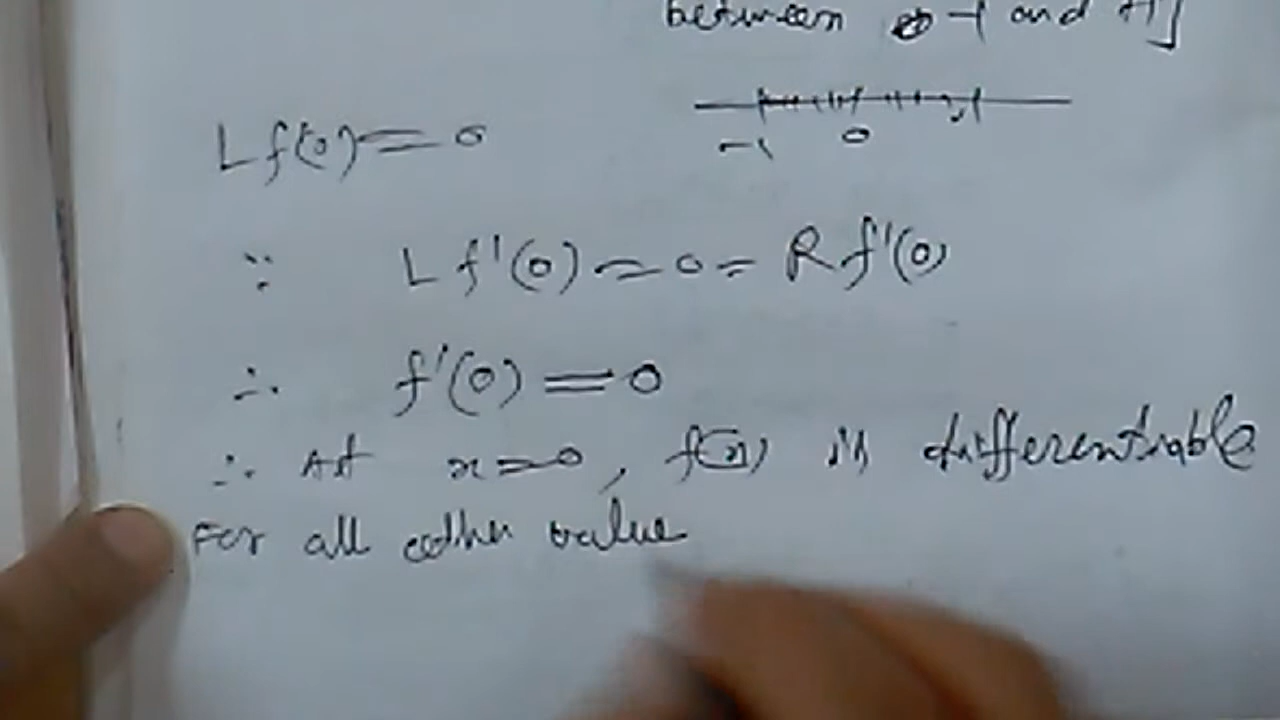 between -1 and +1]
-1 0
Lf(0) = 0
∵ Lf'(0) = 0 = Rf'(0)
∴ f'(0) = 0
∴ At x=0, f(x) is differentiable
For all other value